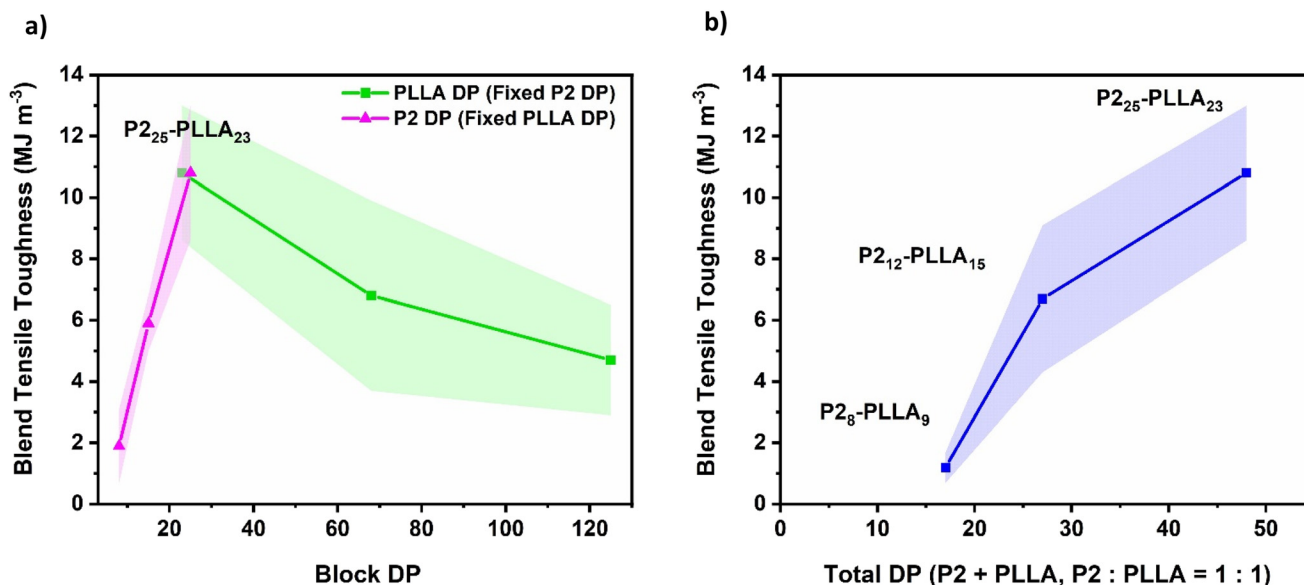 a)
Blend Tensile Toughness (MJ m⁻³)
14
12
10
8
6
4
2
0
PLLA DP (Fixed P2 DP)
P2 DP (Fixed PLLA DP)
P2₂₅-PLLA₂₃
20
40
60
80
100
120
Block DP
b)
Blend Tensile Toughness (MJ m⁻³)
14
12
10
8
6
4
2
0
P2₂₅-PLLA₂₃
P2₁₂-PLLA₁₅
P2₈-PLLA₉
0
10
20
30
40
50
Total DP (P2 + PLLA, P2 : PLLA = 1 : 1)